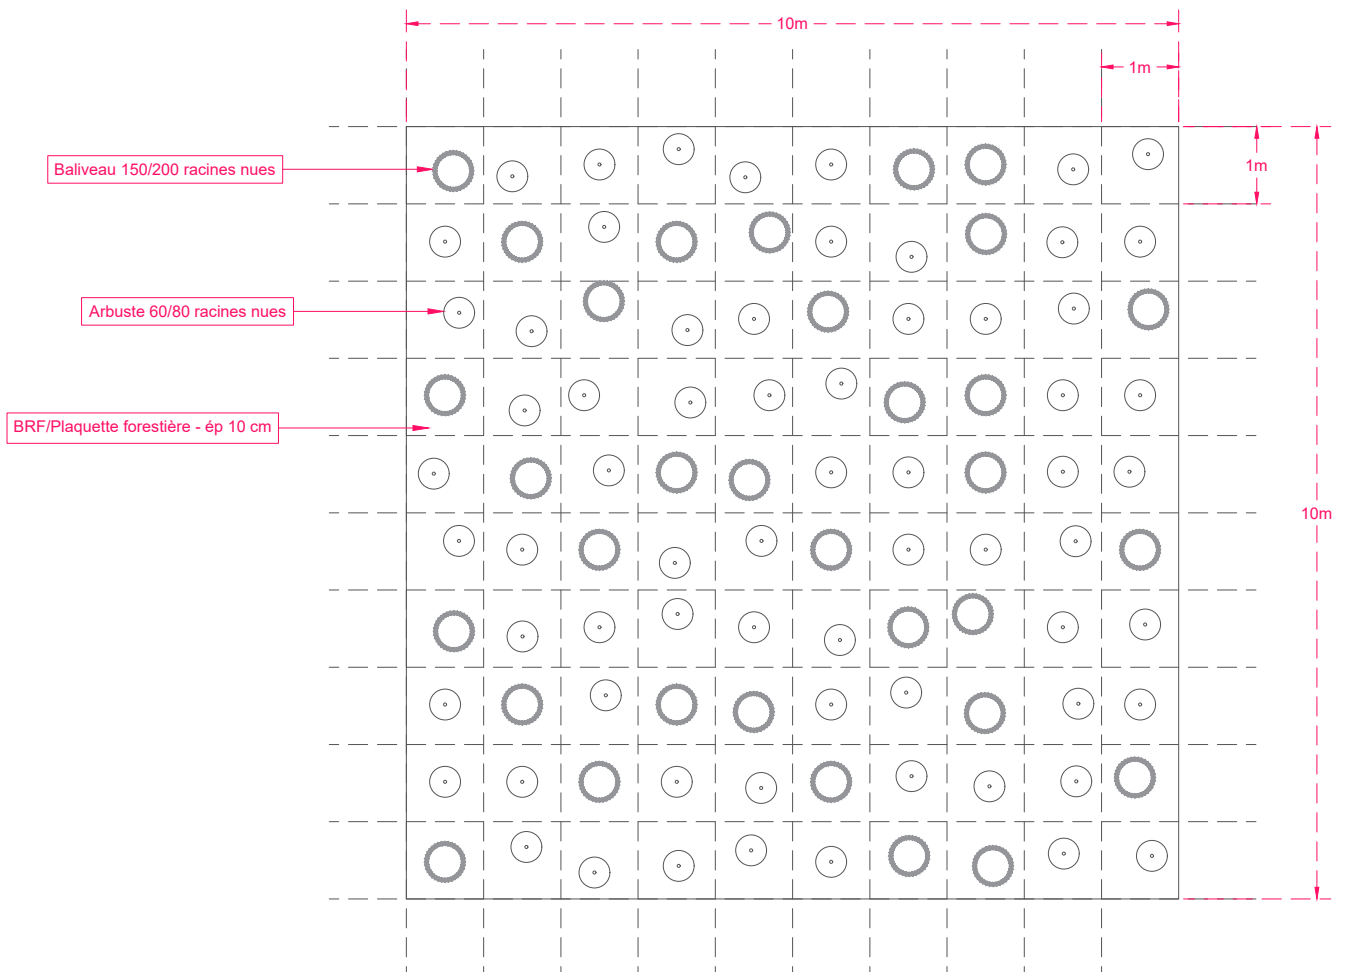 10m
1m
Baliveau 150/200 racines nues
1m
Arbuste 60/80 racines nues
BRF/Plaquette forestière - ép 10 cm
10m